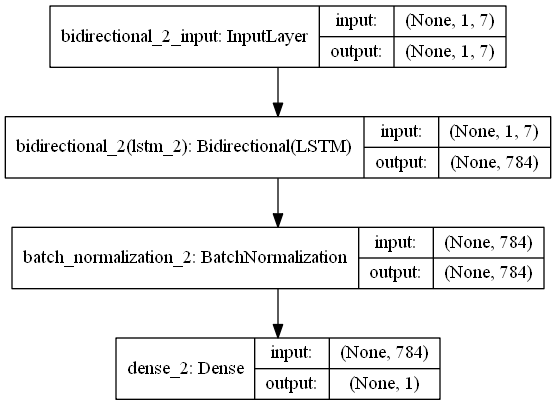 bidirectional_2_input: InputLayer
input: (None, 1, 7)
output: (None, 1, 7)
bidirectional_2(lstm_2): Bidirectional(LSTM)
input: (None, 1, 7)
output: (None, 784)
batch_normalization_2: BatchNormalization
input: (None, 784)
output: (None, 784)
dense_2: Dense
input: (None, 784)
output: (None, 1)